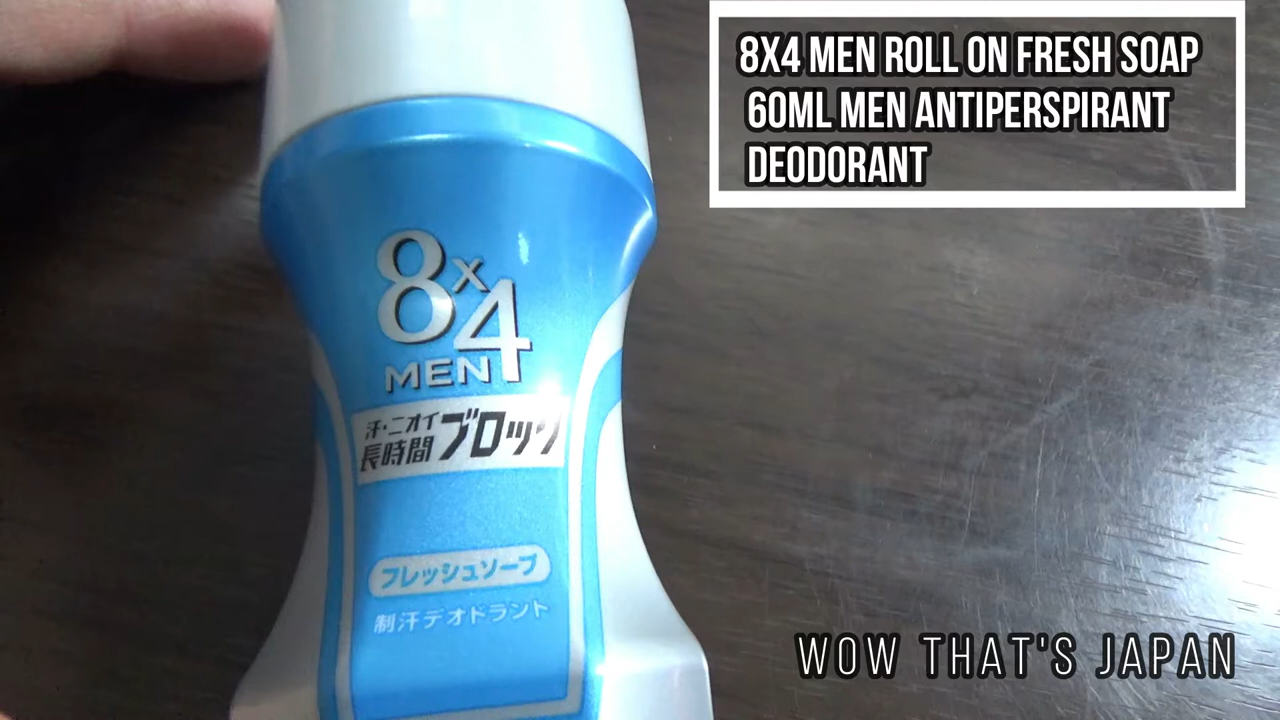 8x4
MEN
汗・ニオイ
長時間ブロック
フレッシュソープ
制汗デオドラント
8X4 MEN ROLL ON FRESH SOAP
60ML MEN ANTIPERSPIRANT
DEODORANT
WOW THAT'S JAPAN